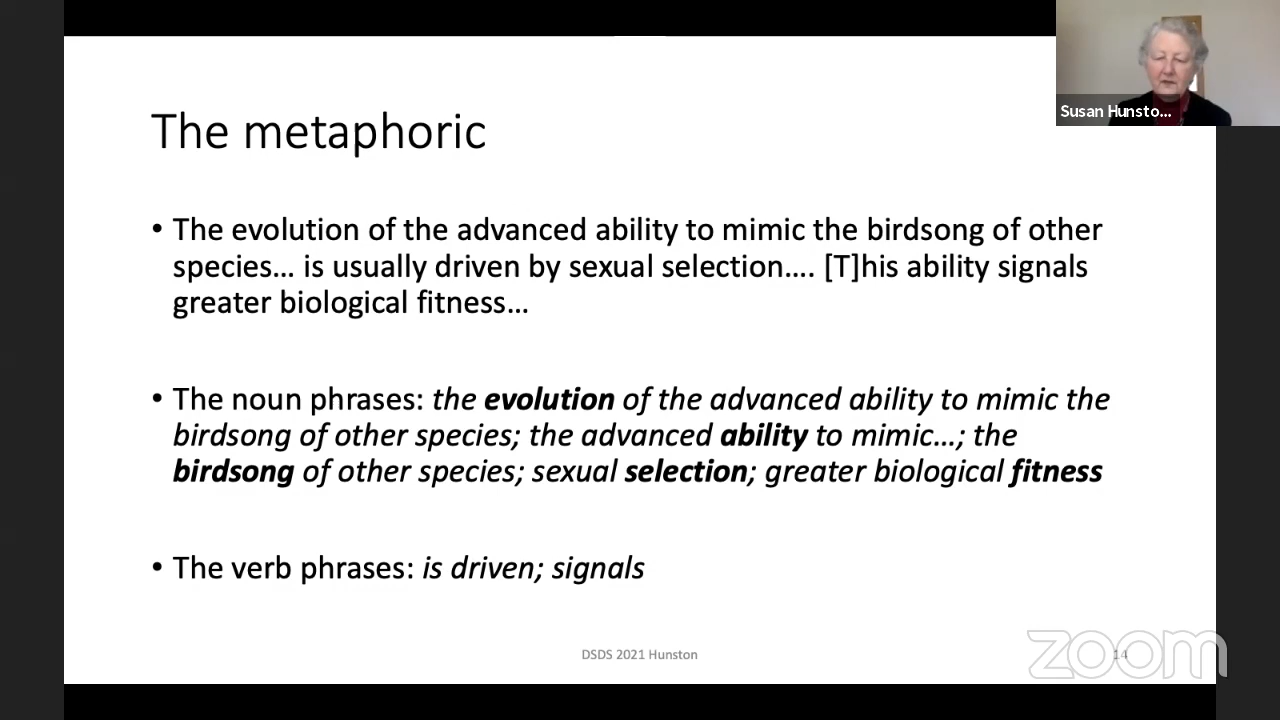 Susan Hunsto...
The metaphoric
• The evolution of the advanced ability to mimic the birdsong of other
species... is usually driven by sexual selection.... [T]his ability signals
greater biological fitness...
• The noun phrases: the evolution of the advanced ability to mimic the
birdsong of other species; the advanced ability to mimic...; the
birdsong of other species; sexual selection; greater biological fitness
• The verb phrases: is driven; signals
DSDS 2021 Hunston
14
zoom